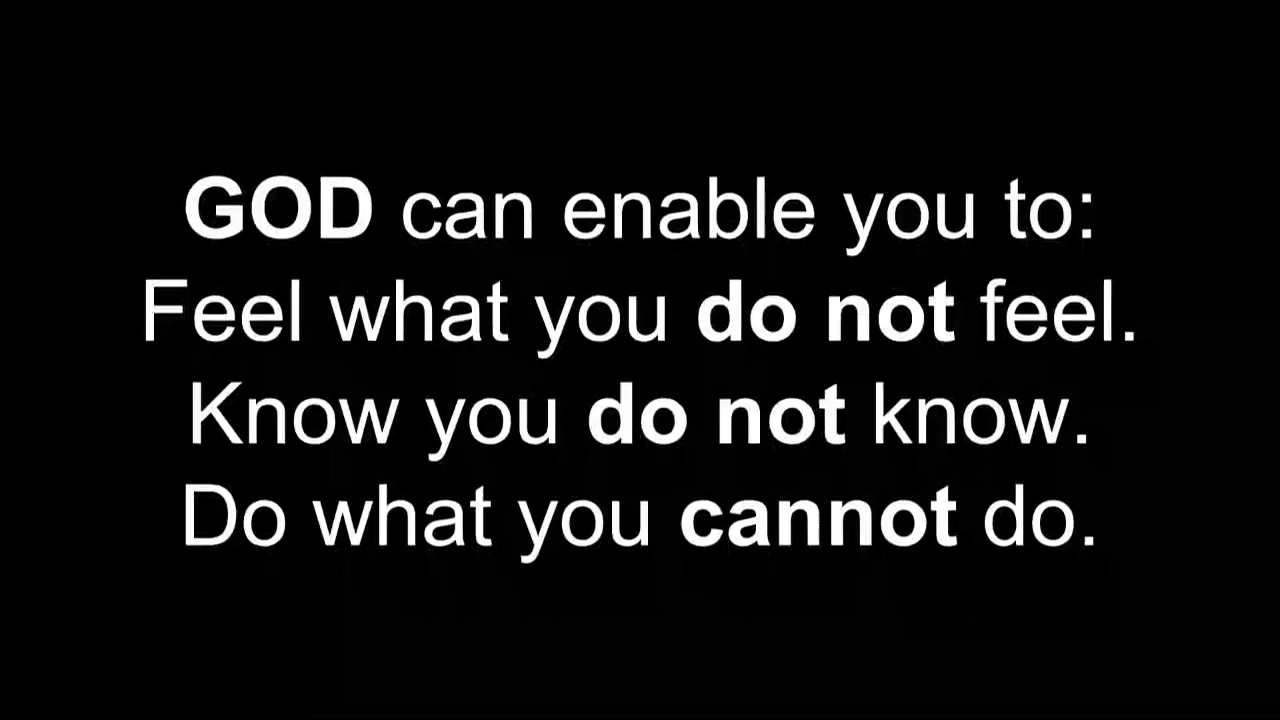 GOD can enable you to:
Feel what you do not feel.
Know you do not know.
Do what you cannot do.